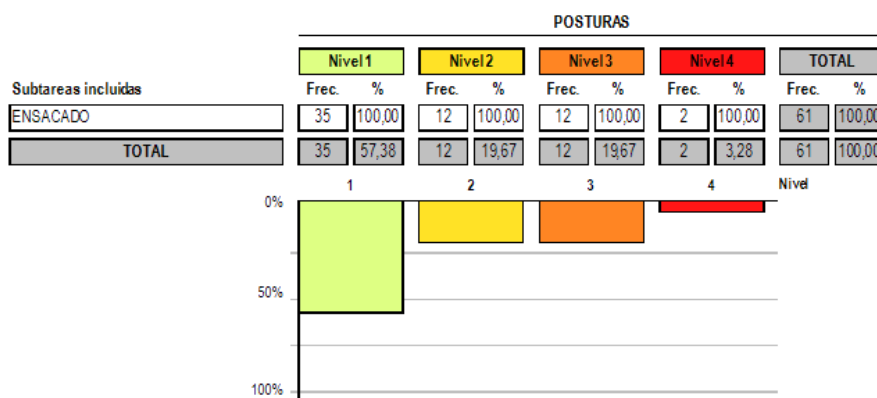 POSTURAS
Nivel 1 Nivel 2 Nivel 3 Nivel 4 TOTAL
Subtareas incluidas Frec. % Frec. % Frec. % Frec. % Frec. %
ENSACADO 35 100,00 12 100,00 12 100,00 2 100,00 61 100,00
TOTAL 35 57,38 12 19,67 12 19,67 2 3,28 61 100,00
1 2 3 4 Nivel
0%
50%
100%